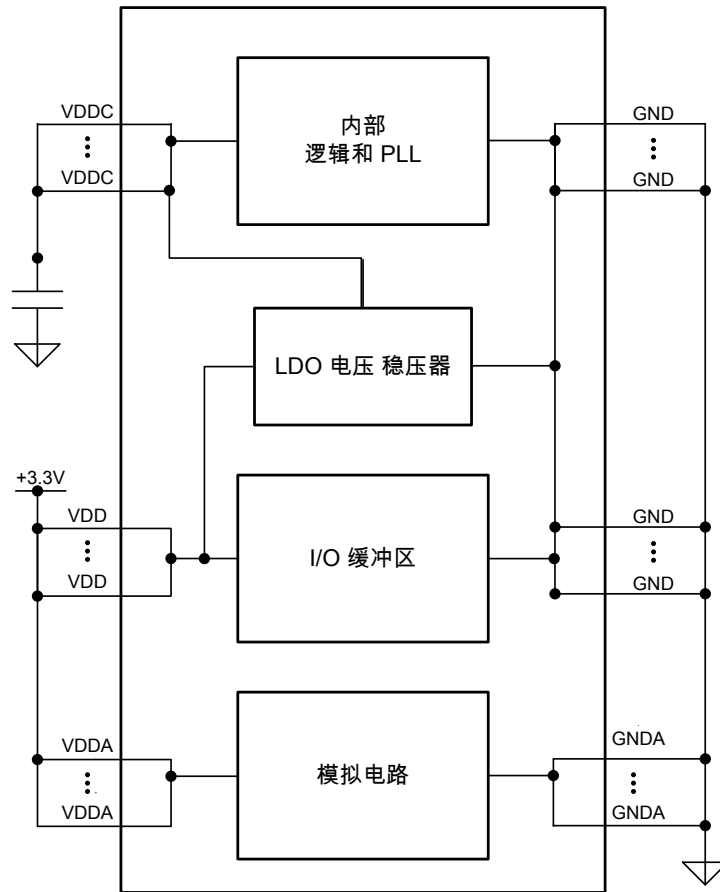 VDDC
GND
内部
逻辑和 PLL
VDDC
GND
LDO 电压 稳压器
+3.3V
VDD
GND
I/O 缓冲区
VDD
GND
VDDA
GNDA
模拟电路
VDDA
GNDA